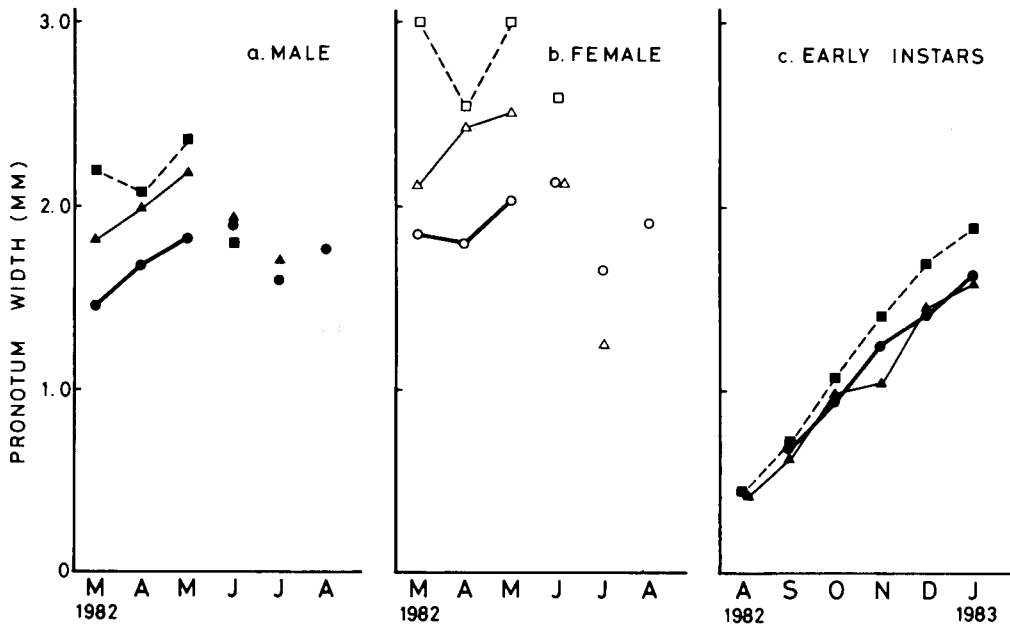 3.0
2.0
1.0
0
PRONOTUM WIDTH (MM)
a. MALE
M A M J J A
1982
b. FEMALE
M A M J J A
1982
c. EARLY INSTARS
A S O N D J
1982 1983